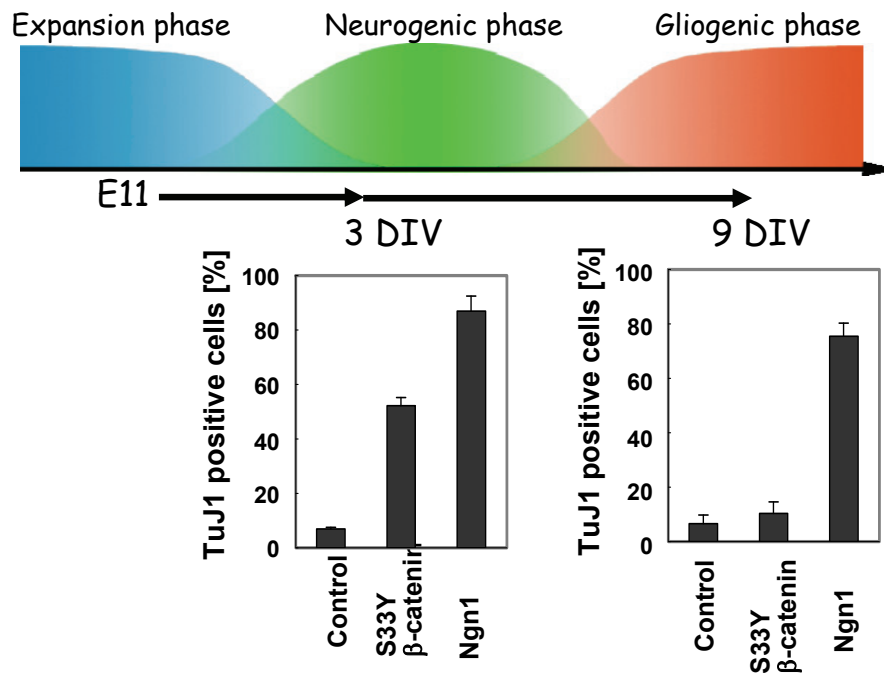 Expansion phase
Neurogenic phase
Gliogenic phase
E11
3 DIV
9 DIV
TuJ1 positive cells [%]
100
80
60
40
20
0
Control
S33Y
β-catenin
Ngn1
TuJ1 positive cells [%]
100
80
60
40
20
0
Control
S33Y
β-catenin
Ngn1